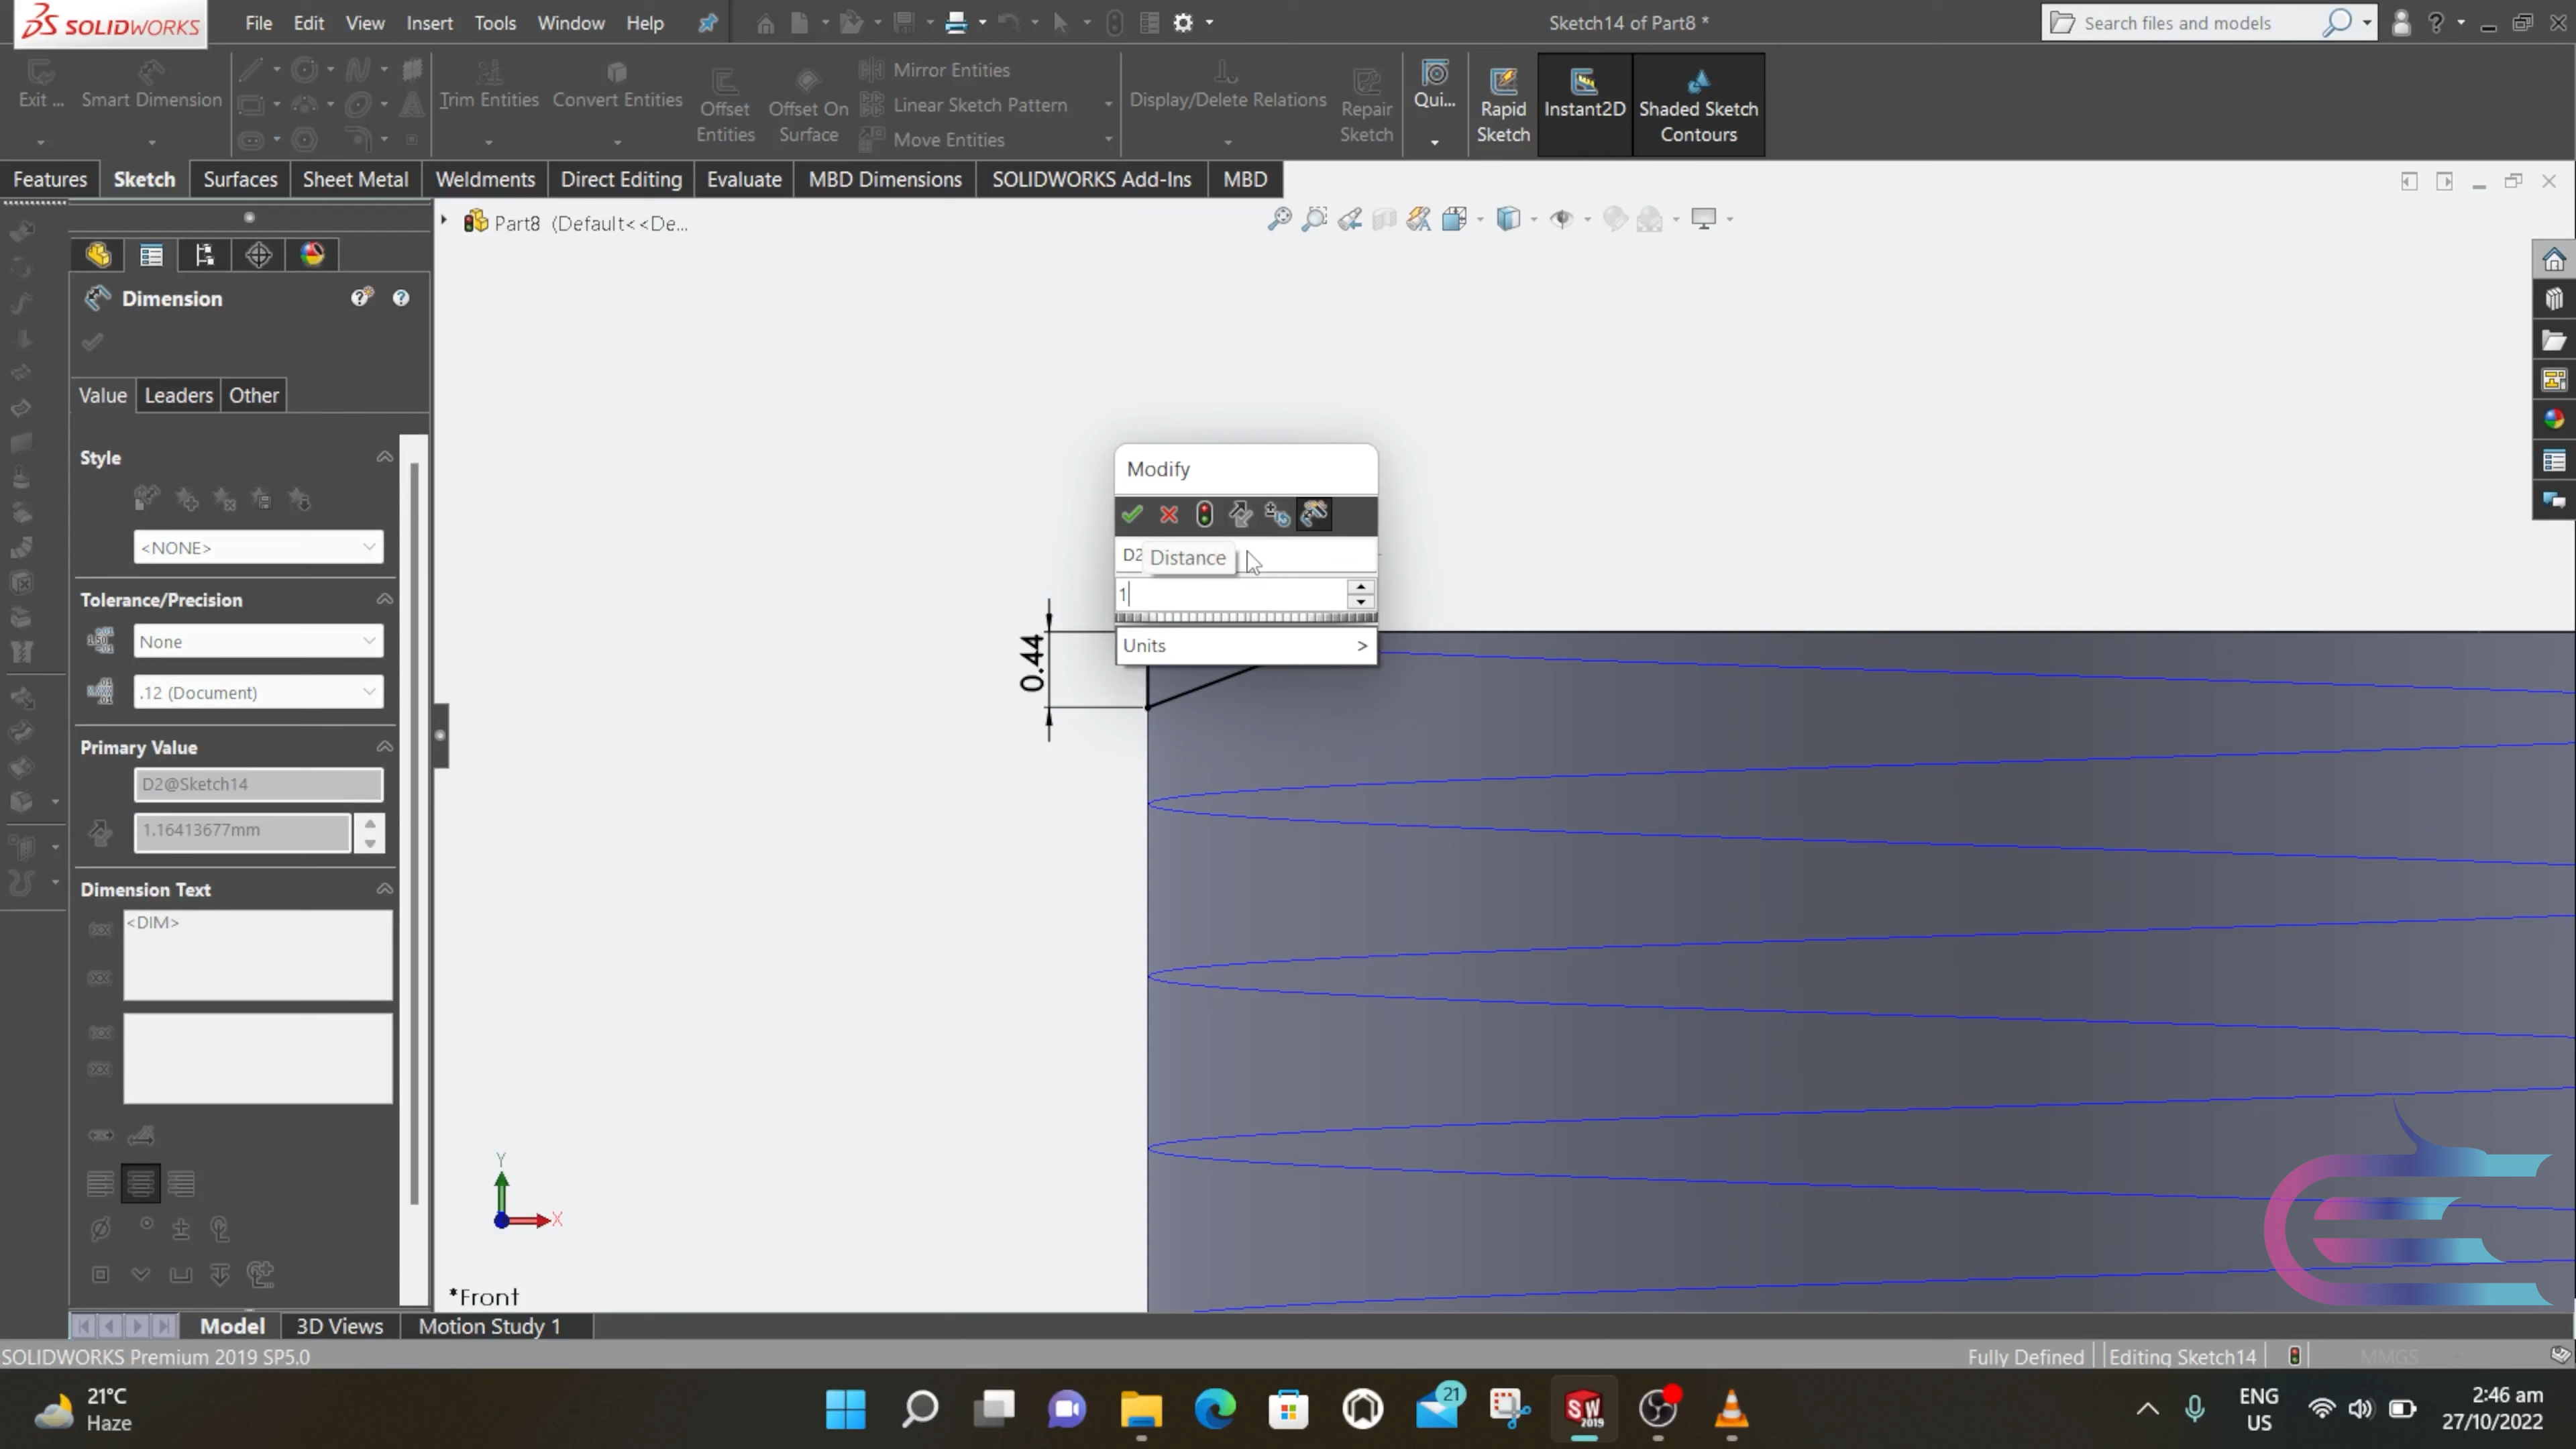 SOLIDWORKS
File Edit View Insert Tools Window Help
Sketch14 of Part8 *
Search files and models
Exit ...
Smart Dimension
Trim Entities
Convert Entities
Offset
Entities
Offset On
Surface
Mirror Entities
Linear Sketch Pattern
Move Entities
Display/Delete Relations
Repair
Sketch
Qui...
Rapid
Sketch
Instant2D
Shaded Sketch
Contours
Features Sketch Surfaces Sheet Metal Weldments Direct Editing Evaluate MBD Dimensions SOLIDWORKS Add-Ins MBD
Part8 (Default<<De...
Dimension
Value Leaders Other
Style
<NONE>
Tolerance/Precision
None
.12 (Document)
Primary Value
D2@Sketch14
1.16413677mm
Dimension Text
<DIM>
Modify
D2
Distance
1
Units >
0.44
Y
X
*Front
Model 3D Views Motion Study 1
SOLIDWORKS Premium 2019 SP5.0
Fully Defined Editing Sketch14 MMGS
21°C
Haze
21
SW
2019
ENG
US
2:46 am
27/10/2022